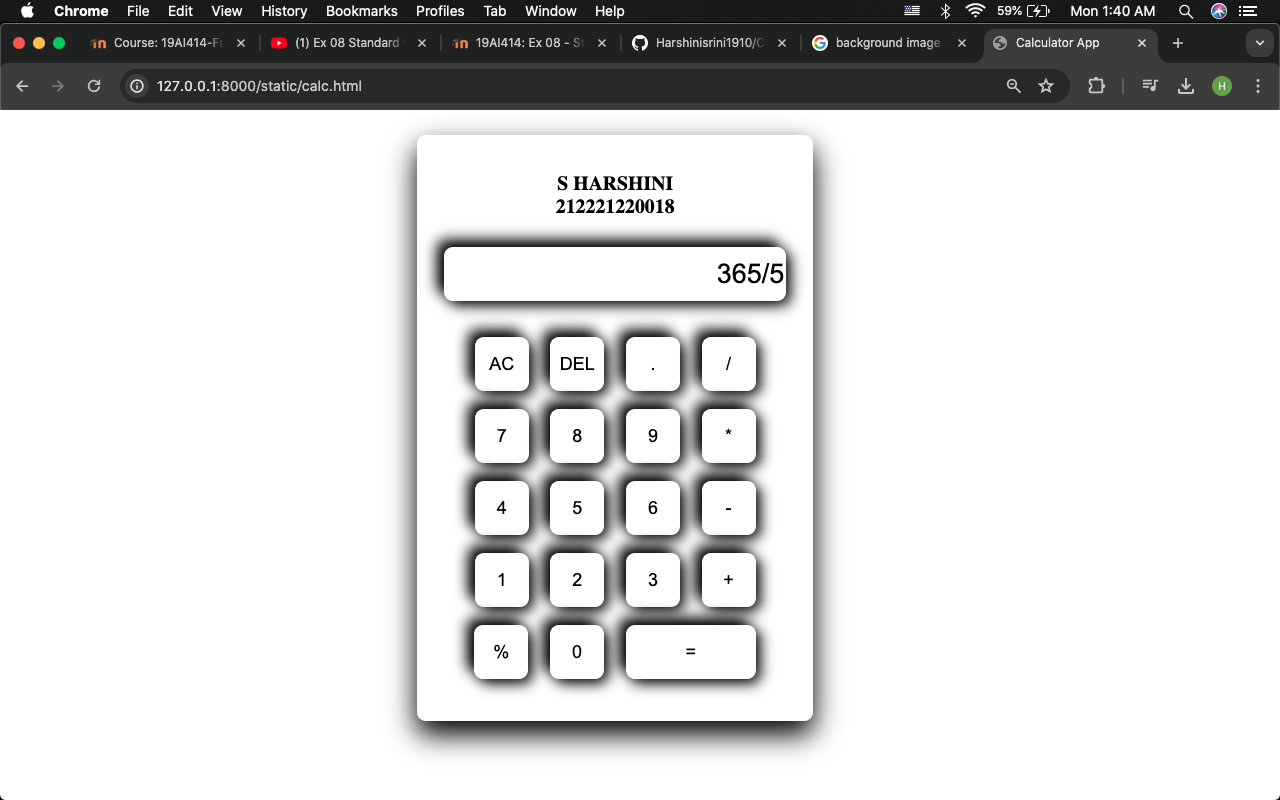 Chrome File Edit View History Bookmarks Profiles Tab Window Help 59% Mon 1:40 AM
Course: 19AI414-Fu (1) Ex 08 Standard 19AI414: Ex 08 - St Harshinisrini1910/C background image Calculator App
127.0.0.1:8000/static/calc.html H
S HARSHINI
212221220018
365/5
AC DEL . /
7 8 9 *
4 5 6 -
1 2 3 +
% 0 =